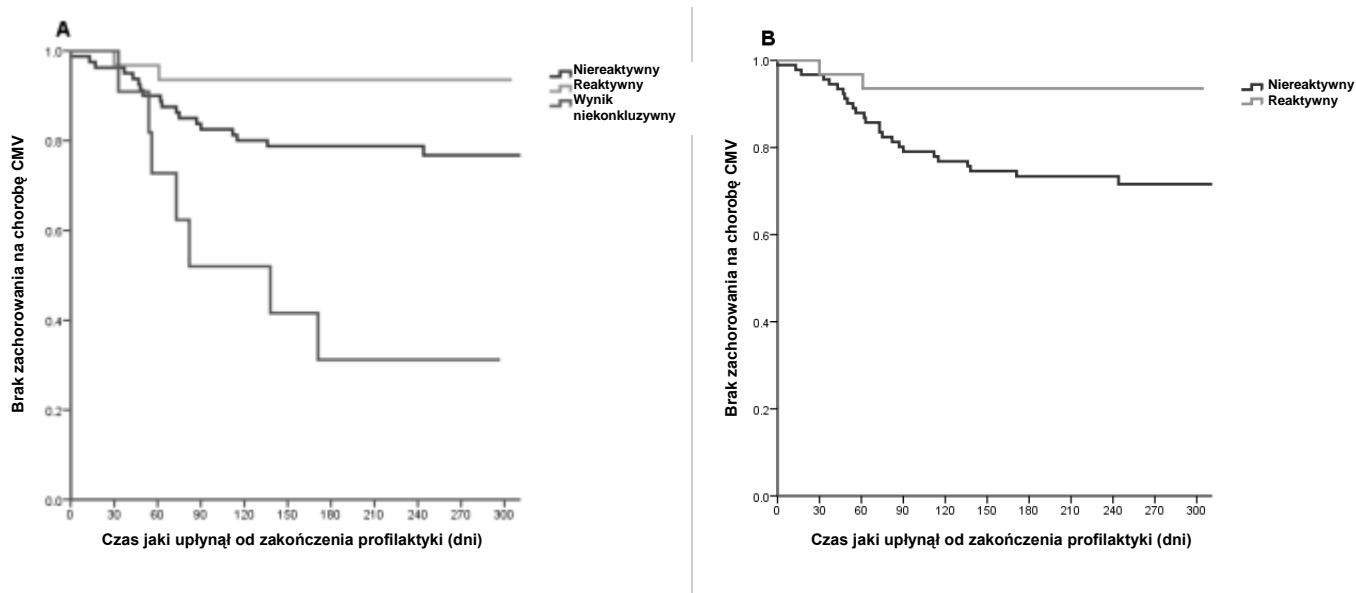 A
1.0
0.8
0.6
0.4
0.2
0.0
0 30 60 90 120 150 180 210 240 270 300
Brak zachorowania na chorobę CMV
Czas jaki upłynął od zakończenia profilaktyki (dni)
Niereaktywny
Reaktywny
Wynik
niekonkluzywny
B
1.0
0.8
0.6
0.4
0.2
0.0
0 30 60 90 120 150 180 210 240 270 300
Brak zachorowania na chorobę CMV
Czas jaki upłynął od zakończenia profilaktyki (dni)
Niereaktywny
Reaktywny